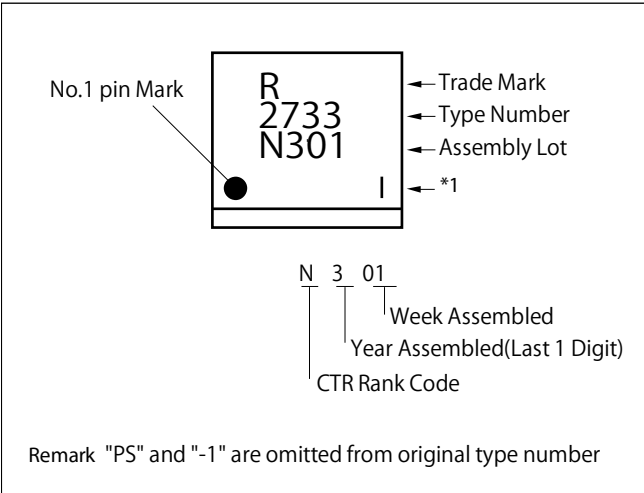 No.1 pin Mark
R
2733
N301
I
Trade Mark
Type Number
Assembly Lot
*1
N 3 01
Week Assembled
Year Assembled(Last 1 Digit)
CTR Rank Code
Remark "PS" and "-1" are omitted from original type number